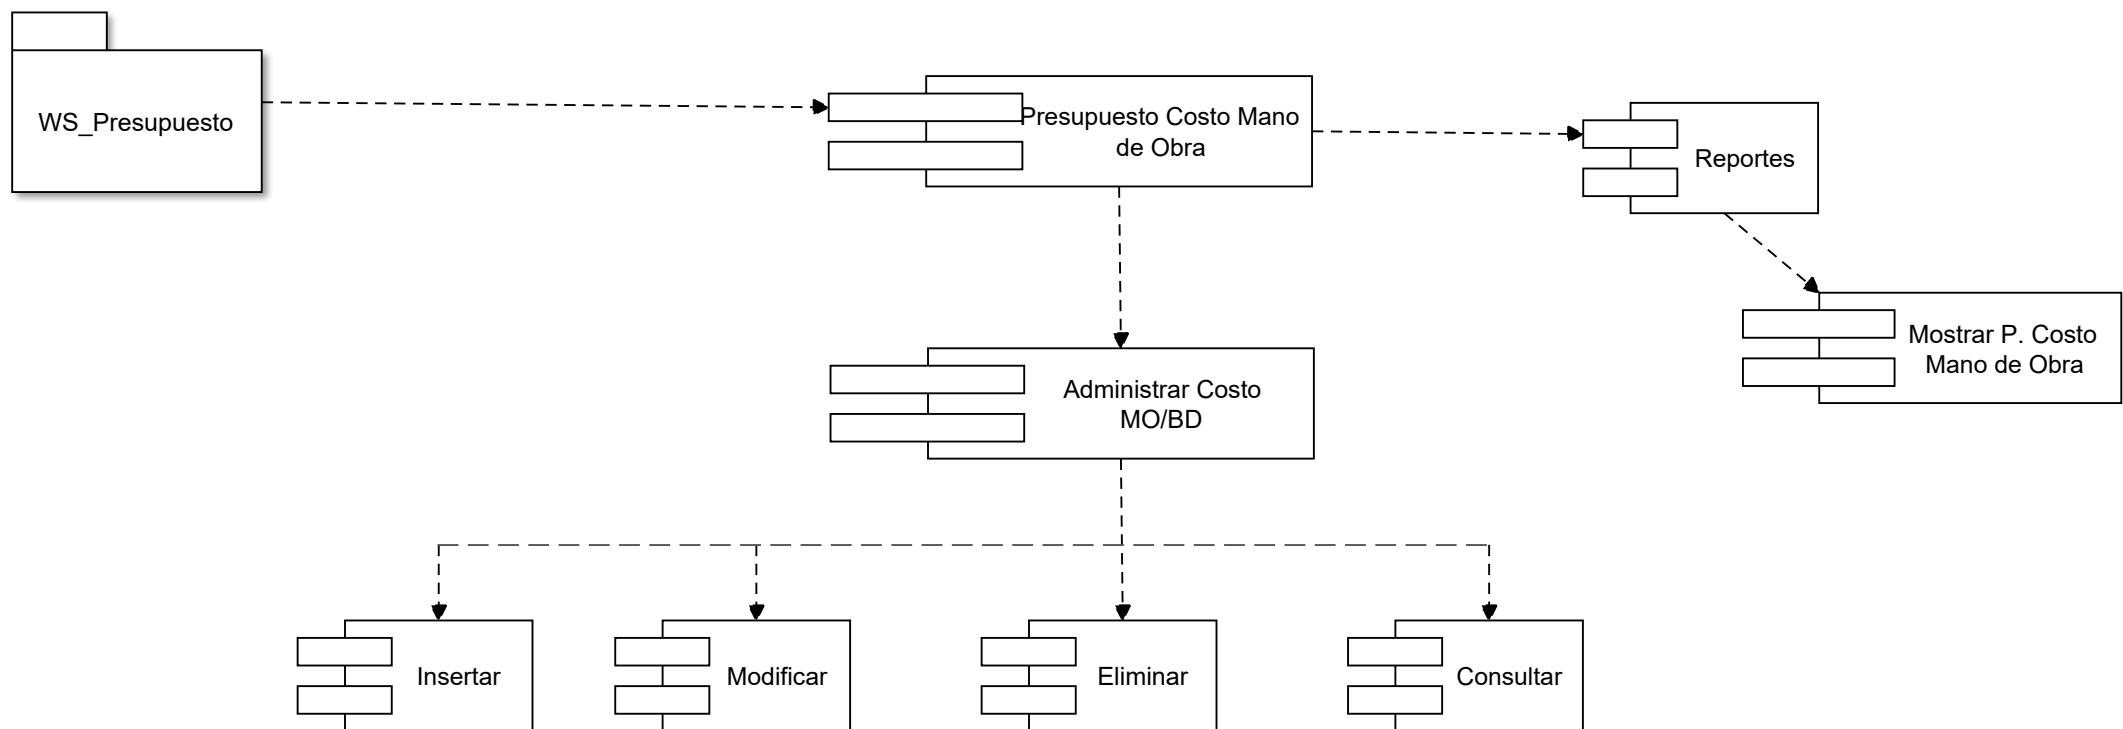 WS_Presupuesto
Presupuesto Costo Mano
de Obra
Reportes
Mostrar P. Costo
Mano de Obra
Administrar Costo
MO/BD
Insertar
Modificar
Eliminar
Consultar